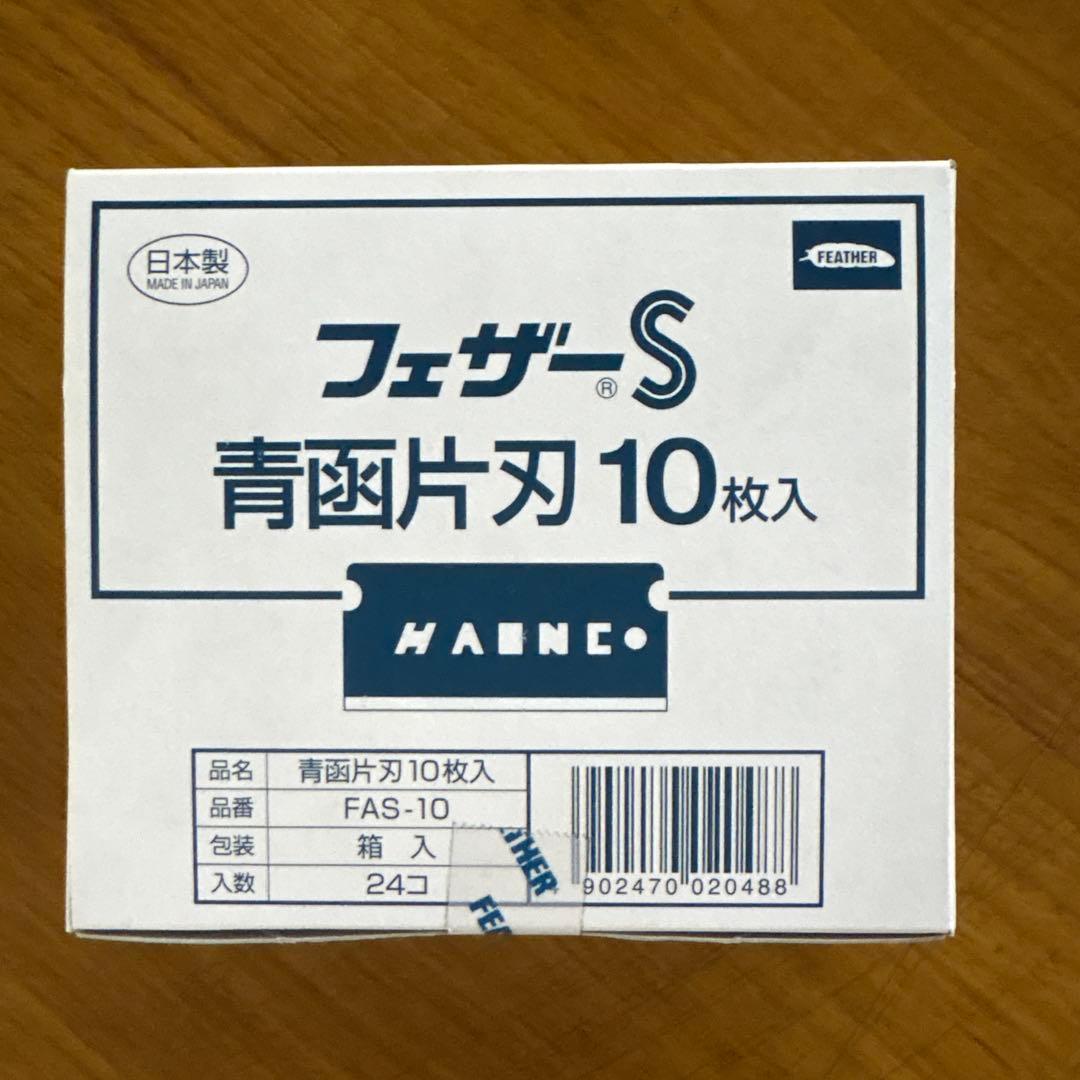 日本製
MADE IN JAPAN
FEATHER
フェザーS
®
青函片刃10枚入
品名 青函片刃10枚入
品番 FAS-10
包装 箱 入
入数 24コ
902470 020488